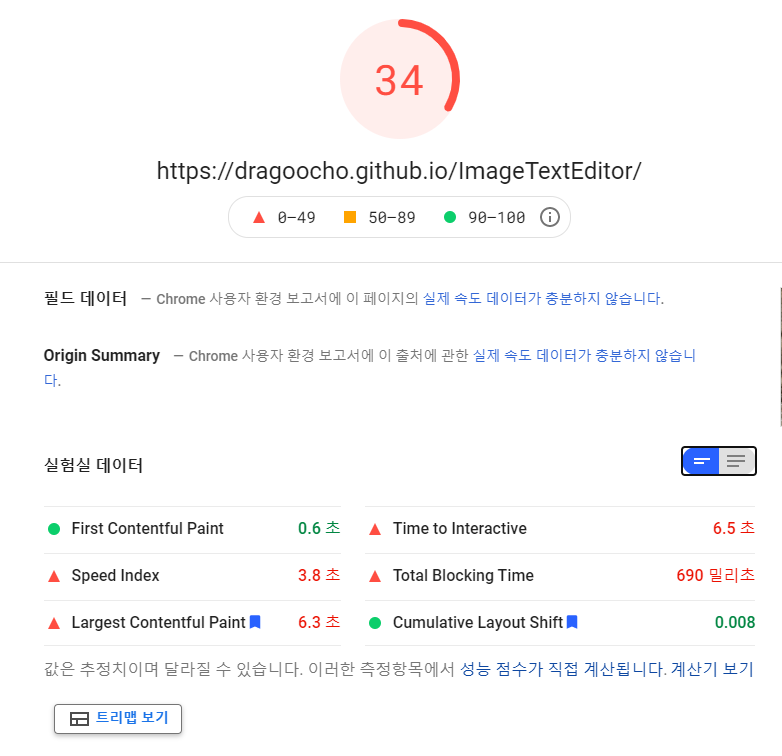 34
https://dragoocho.github.io/ImageTextEditor/
0–49 50–89 90–100
필드 데이터 — Chrome 사용자 환경 보고서에 이 페이지의 실제 속도 데이터가 충분하지 않습니다.
Origin Summary — Chrome 사용자 환경 보고서에 이 출처에 관한 실제 속도 데이터가 충분하지 않습니
다.
실험실 데이터
First Contentful Paint 0.6 초 Time to Interactive 6.5 초
Speed Index 3.8 초 Total Blocking Time 690 밀리초
Largest Contentful Paint 6.3 초 Cumulative Layout Shift 0.008
값은 추정치이며 달라질 수 있습니다. 이러한 측정항목에서 성능 점수가 직접 계산됩니다. 계산기 보기
트리맵 보기